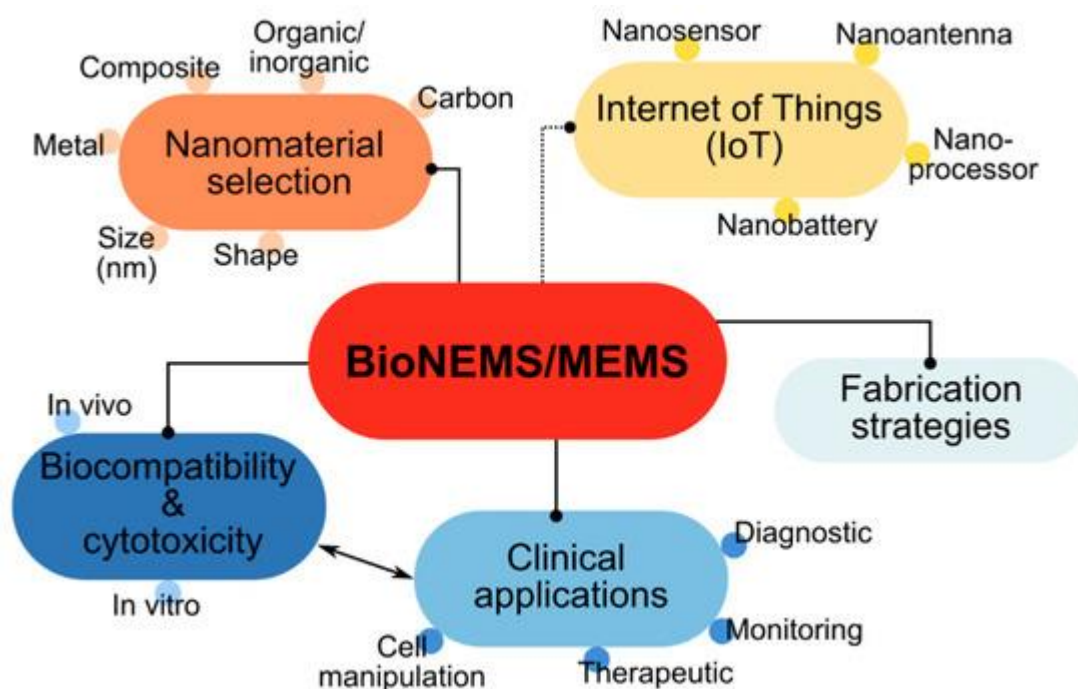 Organic/
inorganic
Composite
Carbon
Metal
Nanomaterial
selection
Size
(nm)
Shape
Nanosensor
Nanoantenna
Internet of Things
(IoT)
Nano-
processor
Nanobattery
BioNEMS/MEMS
Fabrication
strategies
In vivo
Biocompatibility
&
cytotoxicity
In vitro
Clinical
applications
Diagnostic
Monitoring
Therapeutic
Cell
manipulation